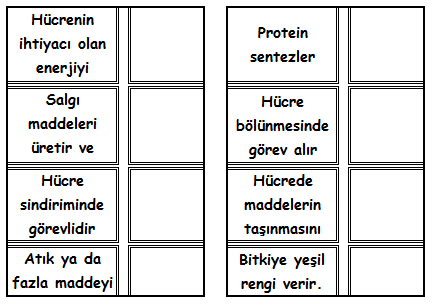 Hücrenin
ihtiyacı olan
enerjiyi
Salgı
maddeleri
üretir ve
Hücre
sindiriminde
görevlidir
Atık ya da
fazla maddeyi
Protein
sentezler
Hücre
bölünmesinde
görev alır
Hücrede
maddelerin
taşınmasını
Bitkiye yeşil
rengi verir.